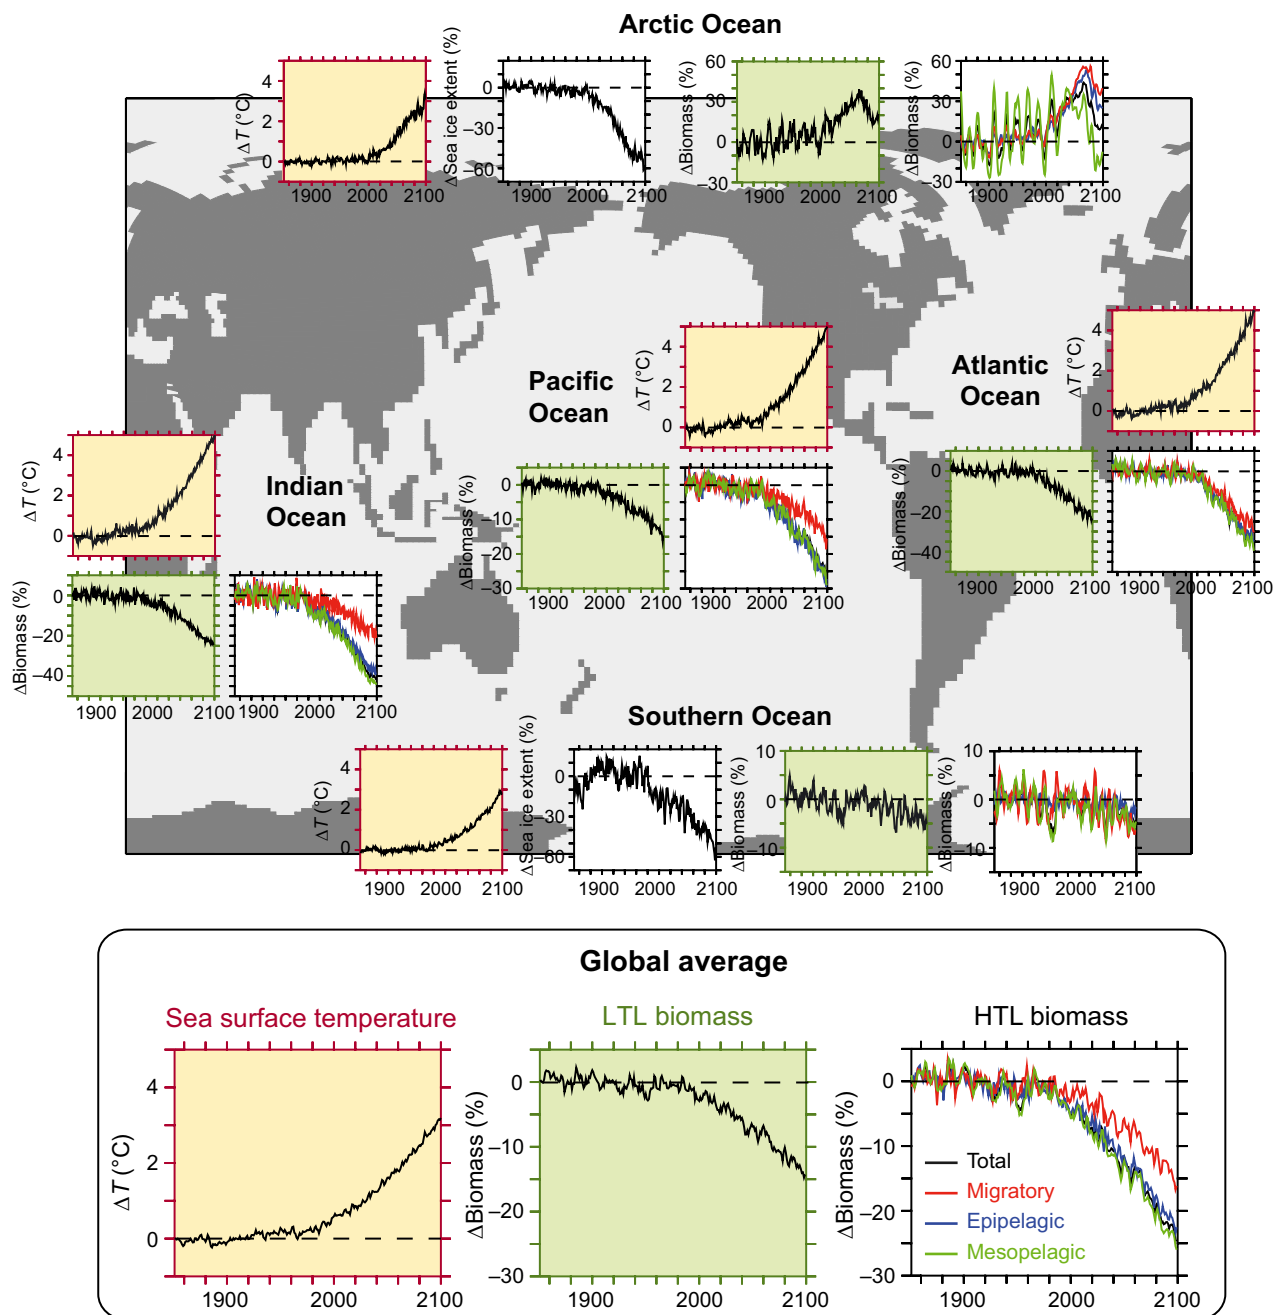 Arctic Ocean
ΔT (°C)
4
2
0
1900 2000 2100
ΔSea ice extent (%)
0
–30
–60
1900 2000 2100
ΔBiomass (%)
60
30
0
–30
1900 2000 2100
ΔBiomass (%)
60
30
0
–30
1900 2000 2100
Pacific
Ocean
ΔT (°C)
4
2
0
ΔBiomass (%)
0
–10
–20
–30
1900 2000 2100
1900 2000 2100
Atlantic
Ocean
ΔT (°C)
4
2
0
ΔBiomass (%)
0
–20
–40
Indian
Ocean
ΔT (°C)
4
2
0
ΔBiomass (%)
0
–20
–40
1900 2000 2100
1900 2000 2100
Southern Ocean
ΔT (°C)
4
2
0
1900 2000 2100
ΔSea ice extent (%)
0
–30
–60
1900 2000 2100
ΔBiomass (%)
10
0
–10
1900 2000 2100
ΔBiomass (%)
10
0
–10
1900 2000 2100
Global average
Sea surface temperature
ΔT (°C)
4
2
0
1900 2000 2100
LTL biomass
ΔBiomass (%)
0
–10
–20
–30
1900 2000 2100
HTL biomass
ΔBiomass (%)
0
–10
–20
–30
Total
Migratory
Epipelagic
Mesopelagic
1900 2000 2100